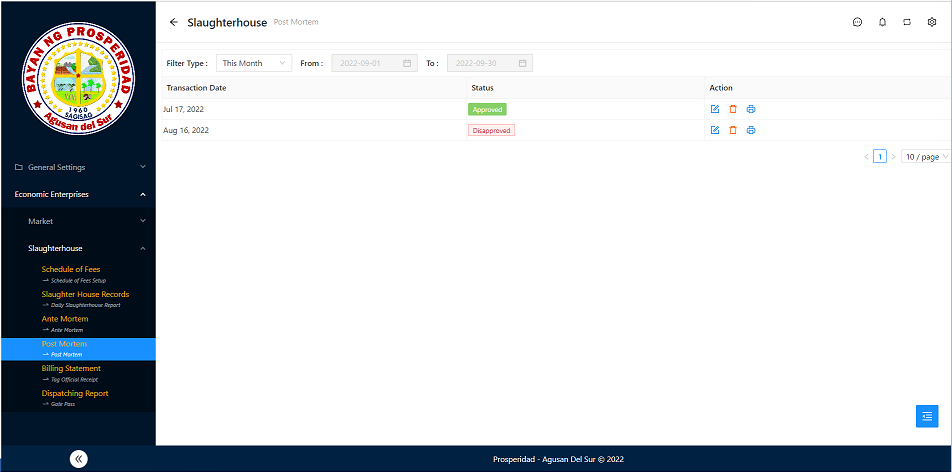 BAYAN NG PROSPERIDAD
1960
SAGISAG
Agusan del Sur
General Settings
Economic Enterprises
Market
Slaughterhouse
Schedule of Fees
Schedule of Fees Setup
Slaughter House Records
Daily Slaughterhouse Report
Ante Mortem
Ante Mortem
Post Mortem
Post Mortem
Billing Statement
Tag Official Receipt
Dispatching Report
Gate Pass
Slaughterhouse Post Mortem
Filter Type : This Month From : 2022-09-01 To : 2022-09-30
Transaction Date Status Action
Jul 17, 2022 Approved
Aug 16, 2022 Disapproved
< 1 > 10 / page
Prosperidad - Agusan Del Sur © 2022